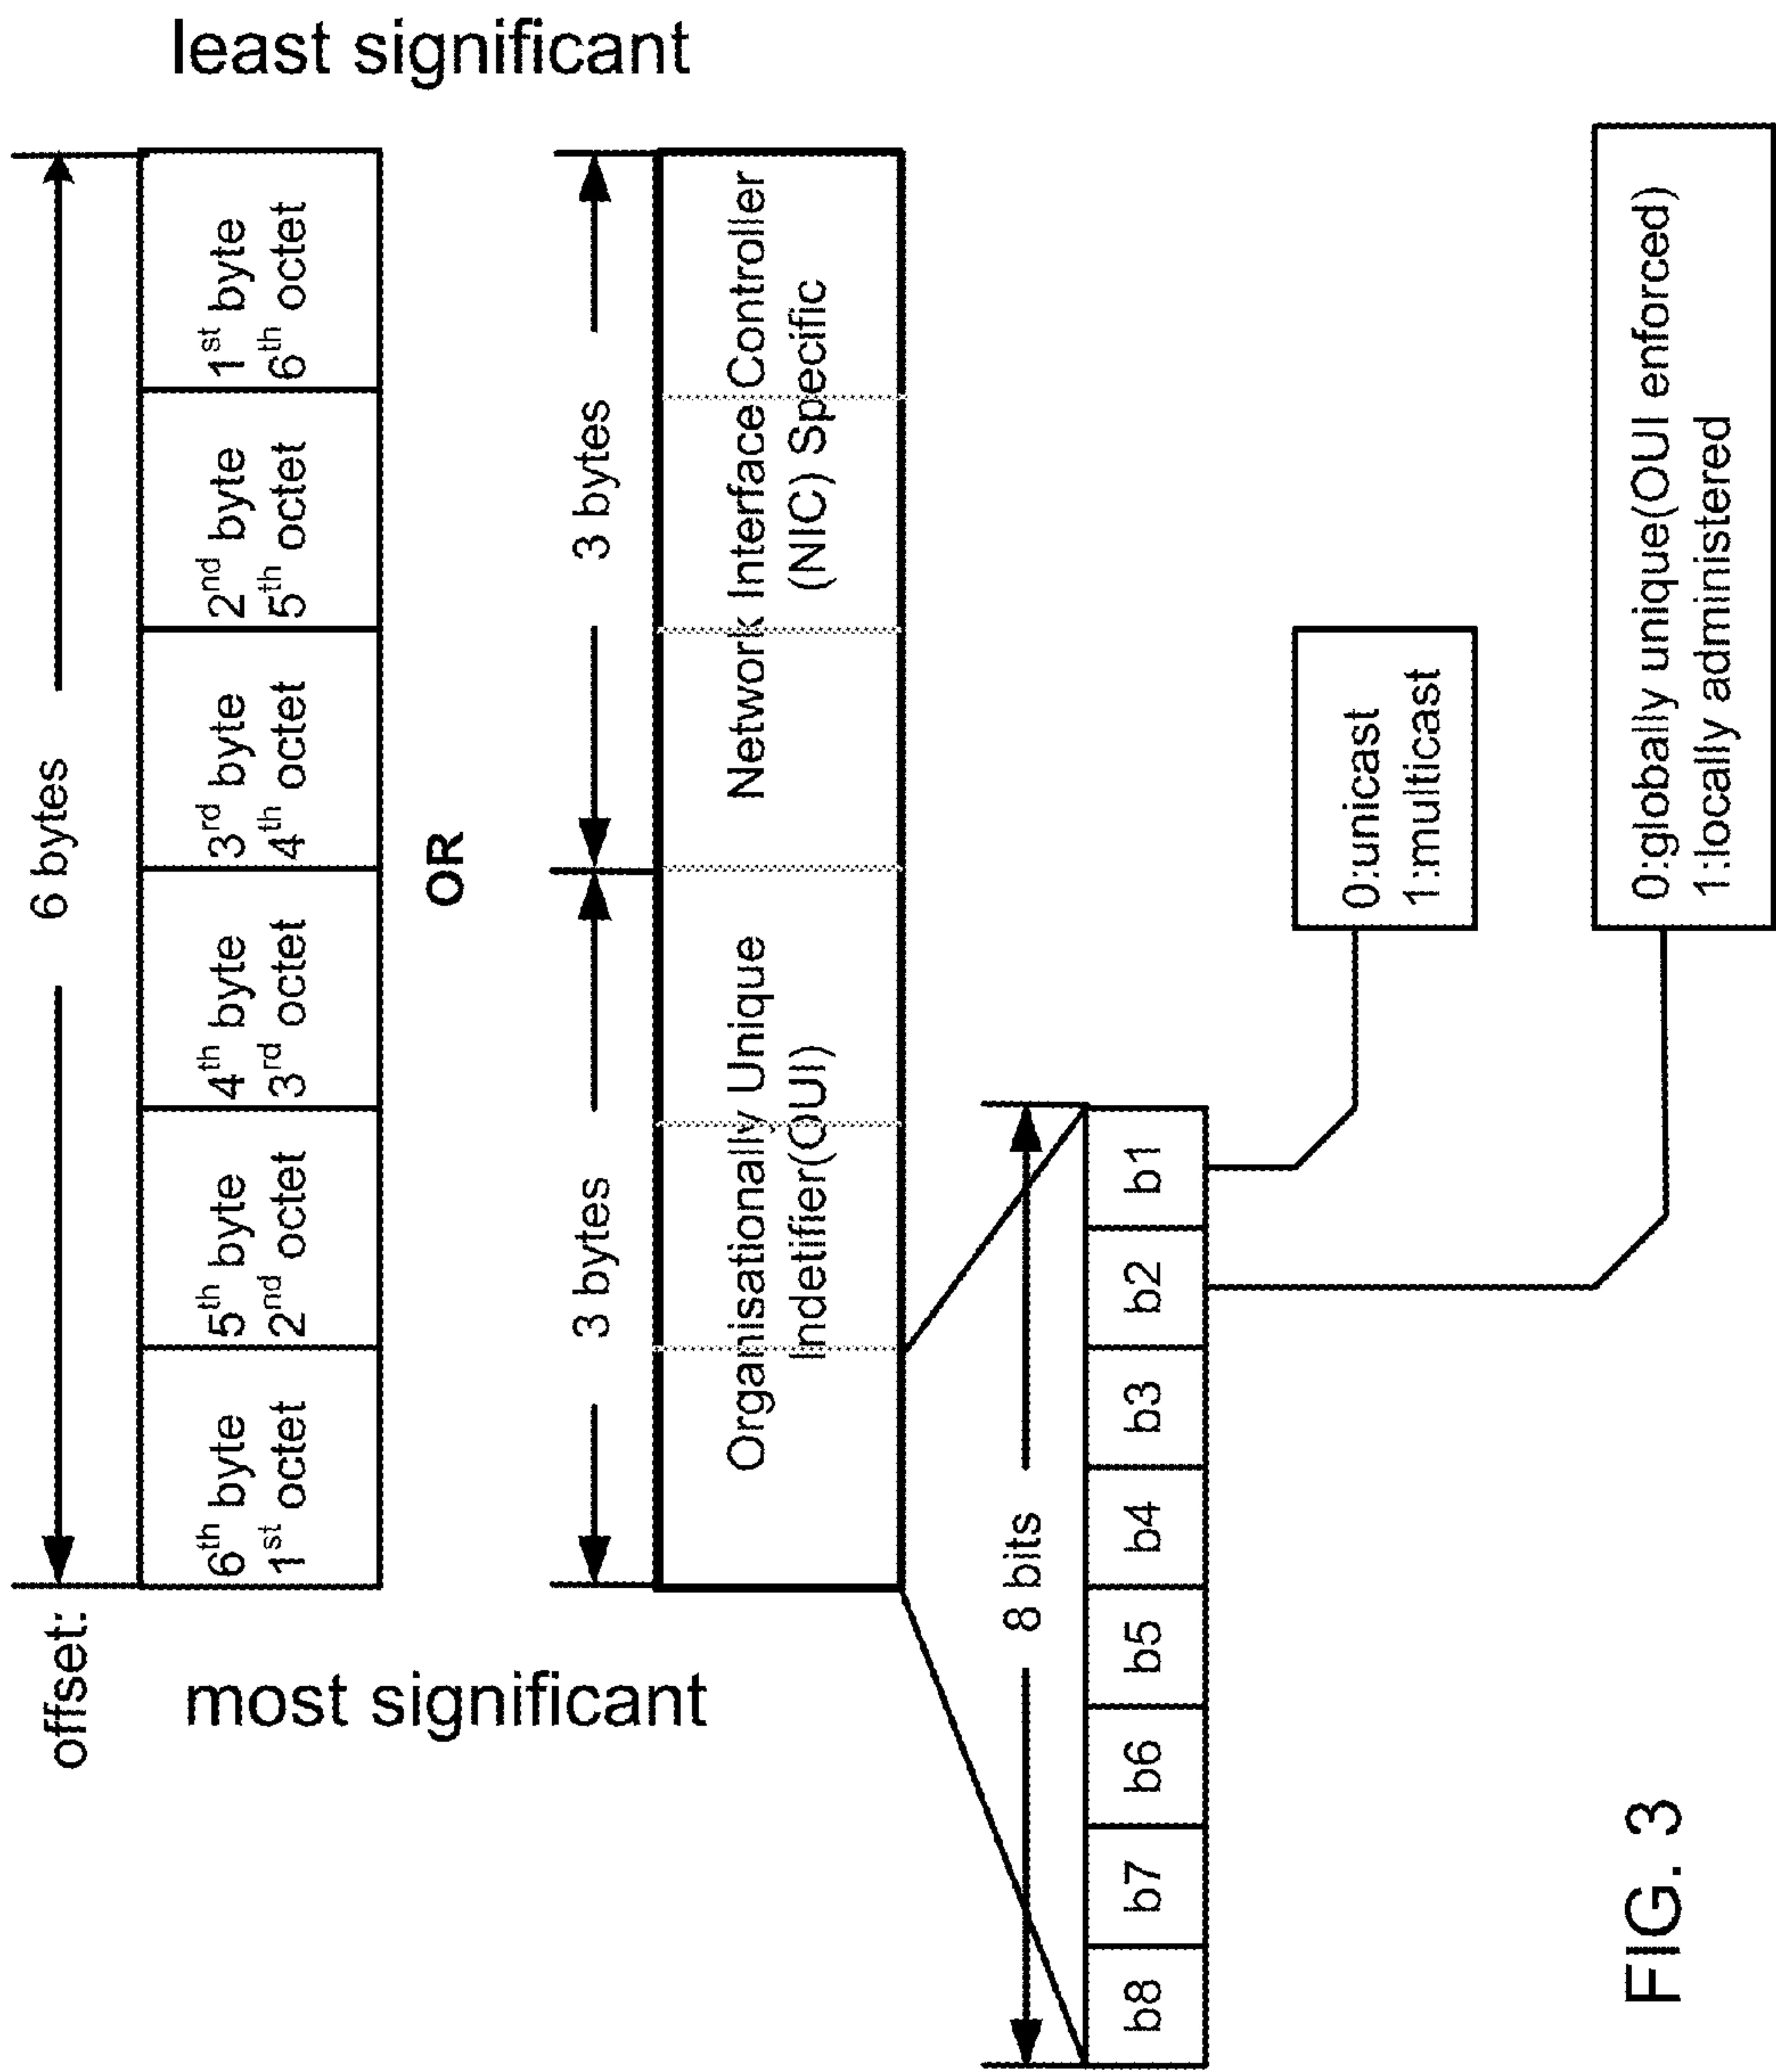 6 bytes
offset:
6th byte
1st octet
5th byte
2nd octet
4th byte
3rd octet
3rd byte
4th octet
2nd byte
5th octet
1st byte
6th octet
most significant
least significant
OR
3 bytes
3 bytes
Organisationally Unique
Indetifier(OUI)
Network Interface Controller
(NIC) Specific
8 bits
b8
b7
b6
b5
b4
b3
b2
b1
0:unicast
1:multicast
0:globally unique(OUI enforced)
1:locally administered
FIG. 3